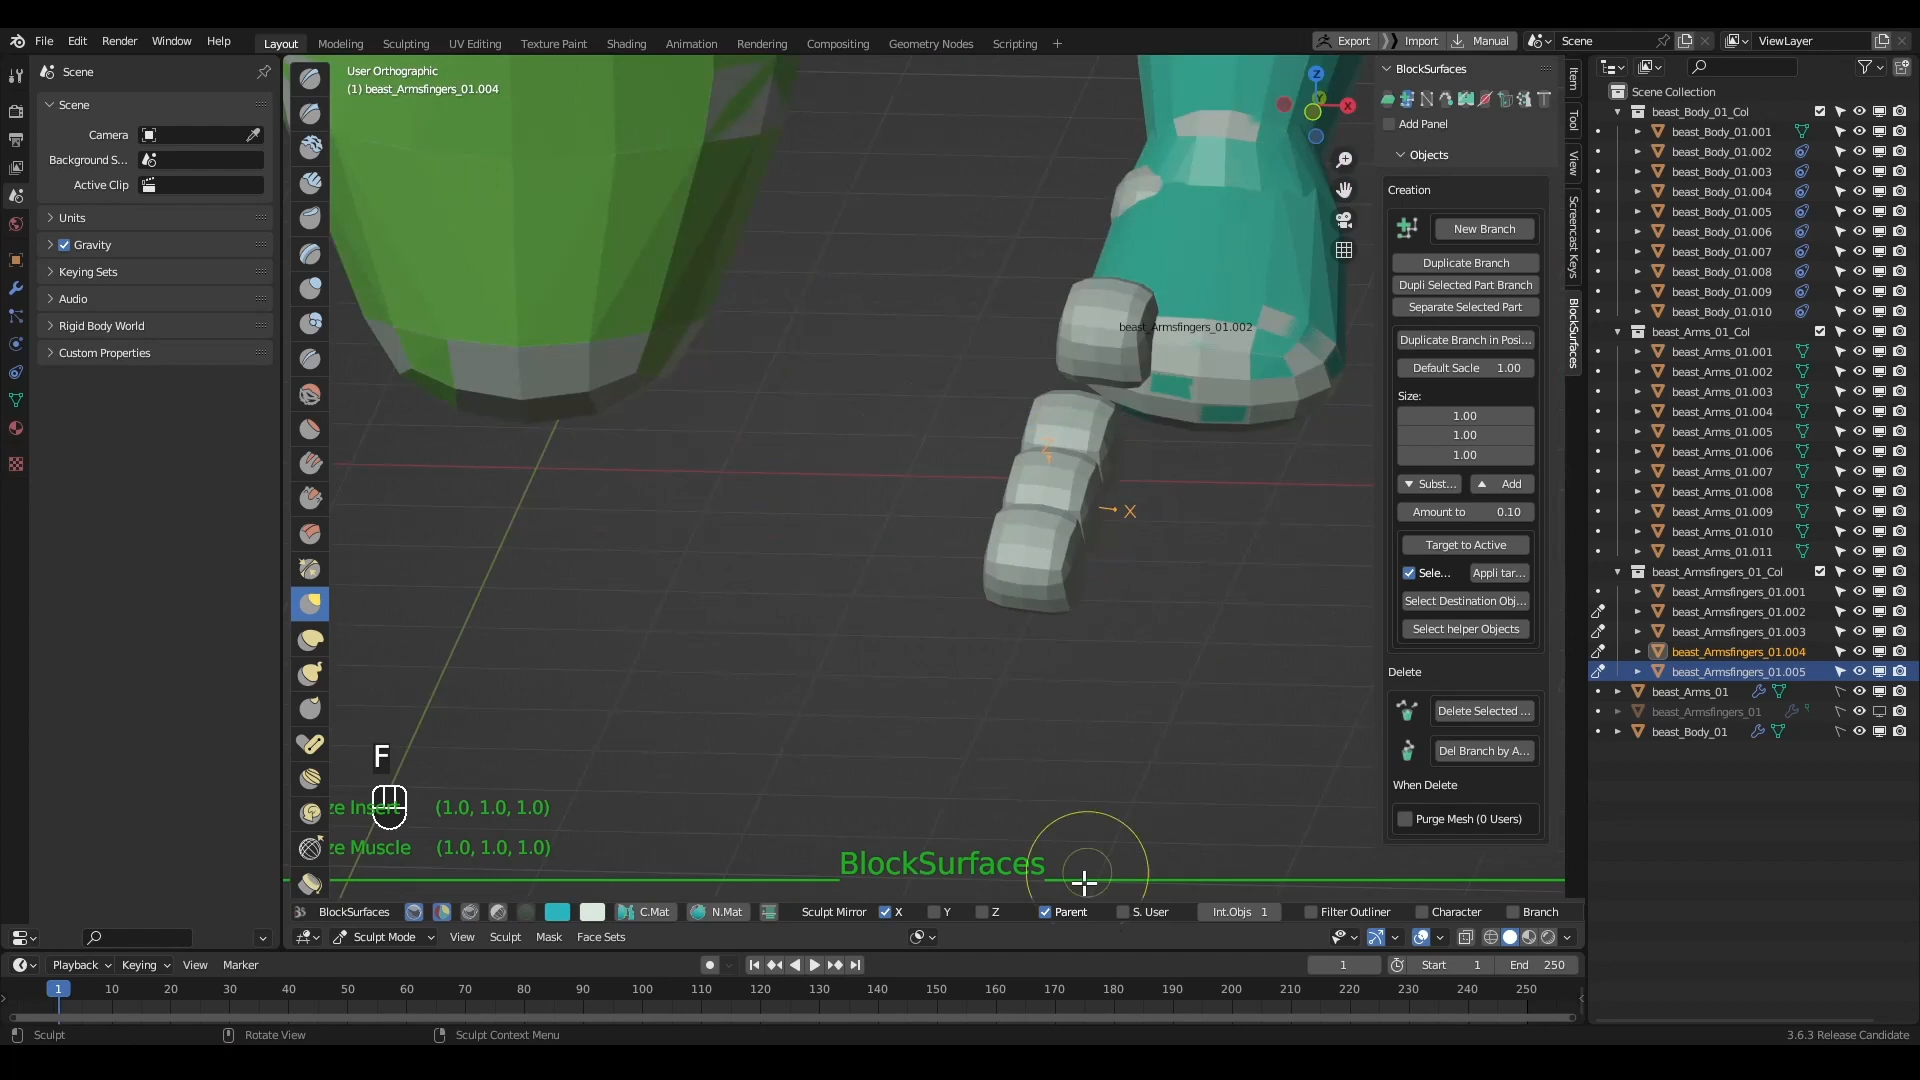 File Edit Render Window Help
Layout Modeling Sculpting UV Editing Texture Paint Shading Animation Rendering Compositing Geometry Nodes Scripting +
Export Import Manual Scene ViewLayer
Scene
Scene
Camera
Background S...
Active Clip
Units
Gravity
Keying Sets
Audio
Rigid Body World
Custom Properties
User Orthographic
(1) beast_Armsfingers_01.004
Z
Y
X
beast_Armsfingers_01.002
X
F
ze Insert (1.0, 1.0, 1.0)
ze Muscle (1.0, 1.0, 1.0)
BlockSurfaces
BlockSurfaces
Add Panel
Objects
Creation
New Branch
Duplicate Branch
Dupli Selected Part Branch
Separate Selected Part
Duplicate Branch in Posi...
Default Sacle 1.00
Size:
1.00
1.00
1.00
Subst... Add
Amount to 0.10
Target to Active
Sele... Appli tar...
Select Destination Obj...
Select helper Objects
Delete
Delete Selected ...
Del Branch by A...
When Delete
Purge Mesh (0 Users)
Item
Tool
View
Screencast Keys
BlockSurfaces
Scene Collection
beast_Body_01_Col
beast_Body_01.001
beast_Body_01.002
beast_Body_01.003
beast_Body_01.004
beast_Body_01.005
beast_Body_01.006
beast_Body_01.007
beast_Body_01.008
beast_Body_01.009
beast_Body_01.010
beast_Arms_01_Col
beast_Arms_01.001
beast_Arms_01.002
beast_Arms_01.003
beast_Arms_01.004
beast_Arms_01.005
beast_Arms_01.006
beast_Arms_01.007
beast_Arms_01.008
beast_Arms_01.009
beast_Arms_01.010
beast_Arms_01.011
beast_Armsfingers_01_Col
beast_Armsfingers_01.001
beast_Armsfingers_01.002
beast_Armsfingers_01.003
beast_Armsfingers_01.004
beast_Armsfingers_01.005
beast_Arms_01
beast_Armsfingers_01
beast_Body_01
BlockSurfaces C.Mat N.Mat Sculpt Mirror X Y Z Parent S. User Int.Objs 1 Filter Outliner Character Branch
Sculpt Mode View Sculpt Mask Face Sets
Playback Keying View Marker 1 Start 1 End 250
1 10 20 30 40 50 60 70 80 90 100 110 120 130 140 150 160 170 180 190 200 210 220 230 240 250
Sculpt Rotate View Sculpt Context Menu 3.6.3 Release Candidate